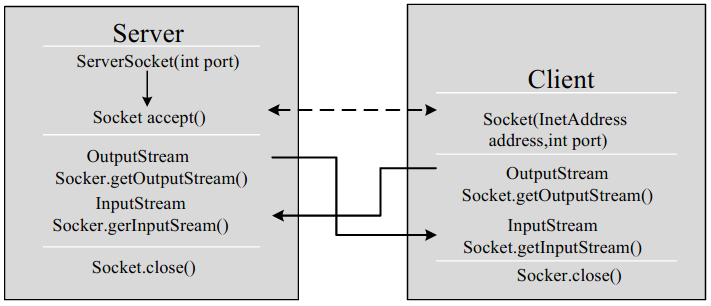 Server
ServerSocket(int port)
Socket accept()
OutputStream
Socker.getOutputStream()
InputStream
Socker.gerInputSream()
Socket.close()
Client
Socket(InetAddress
address,int port)
OutputStream
Socket.getOutputStream()
InputStream
Socket.getInputStream()
Socker.close()